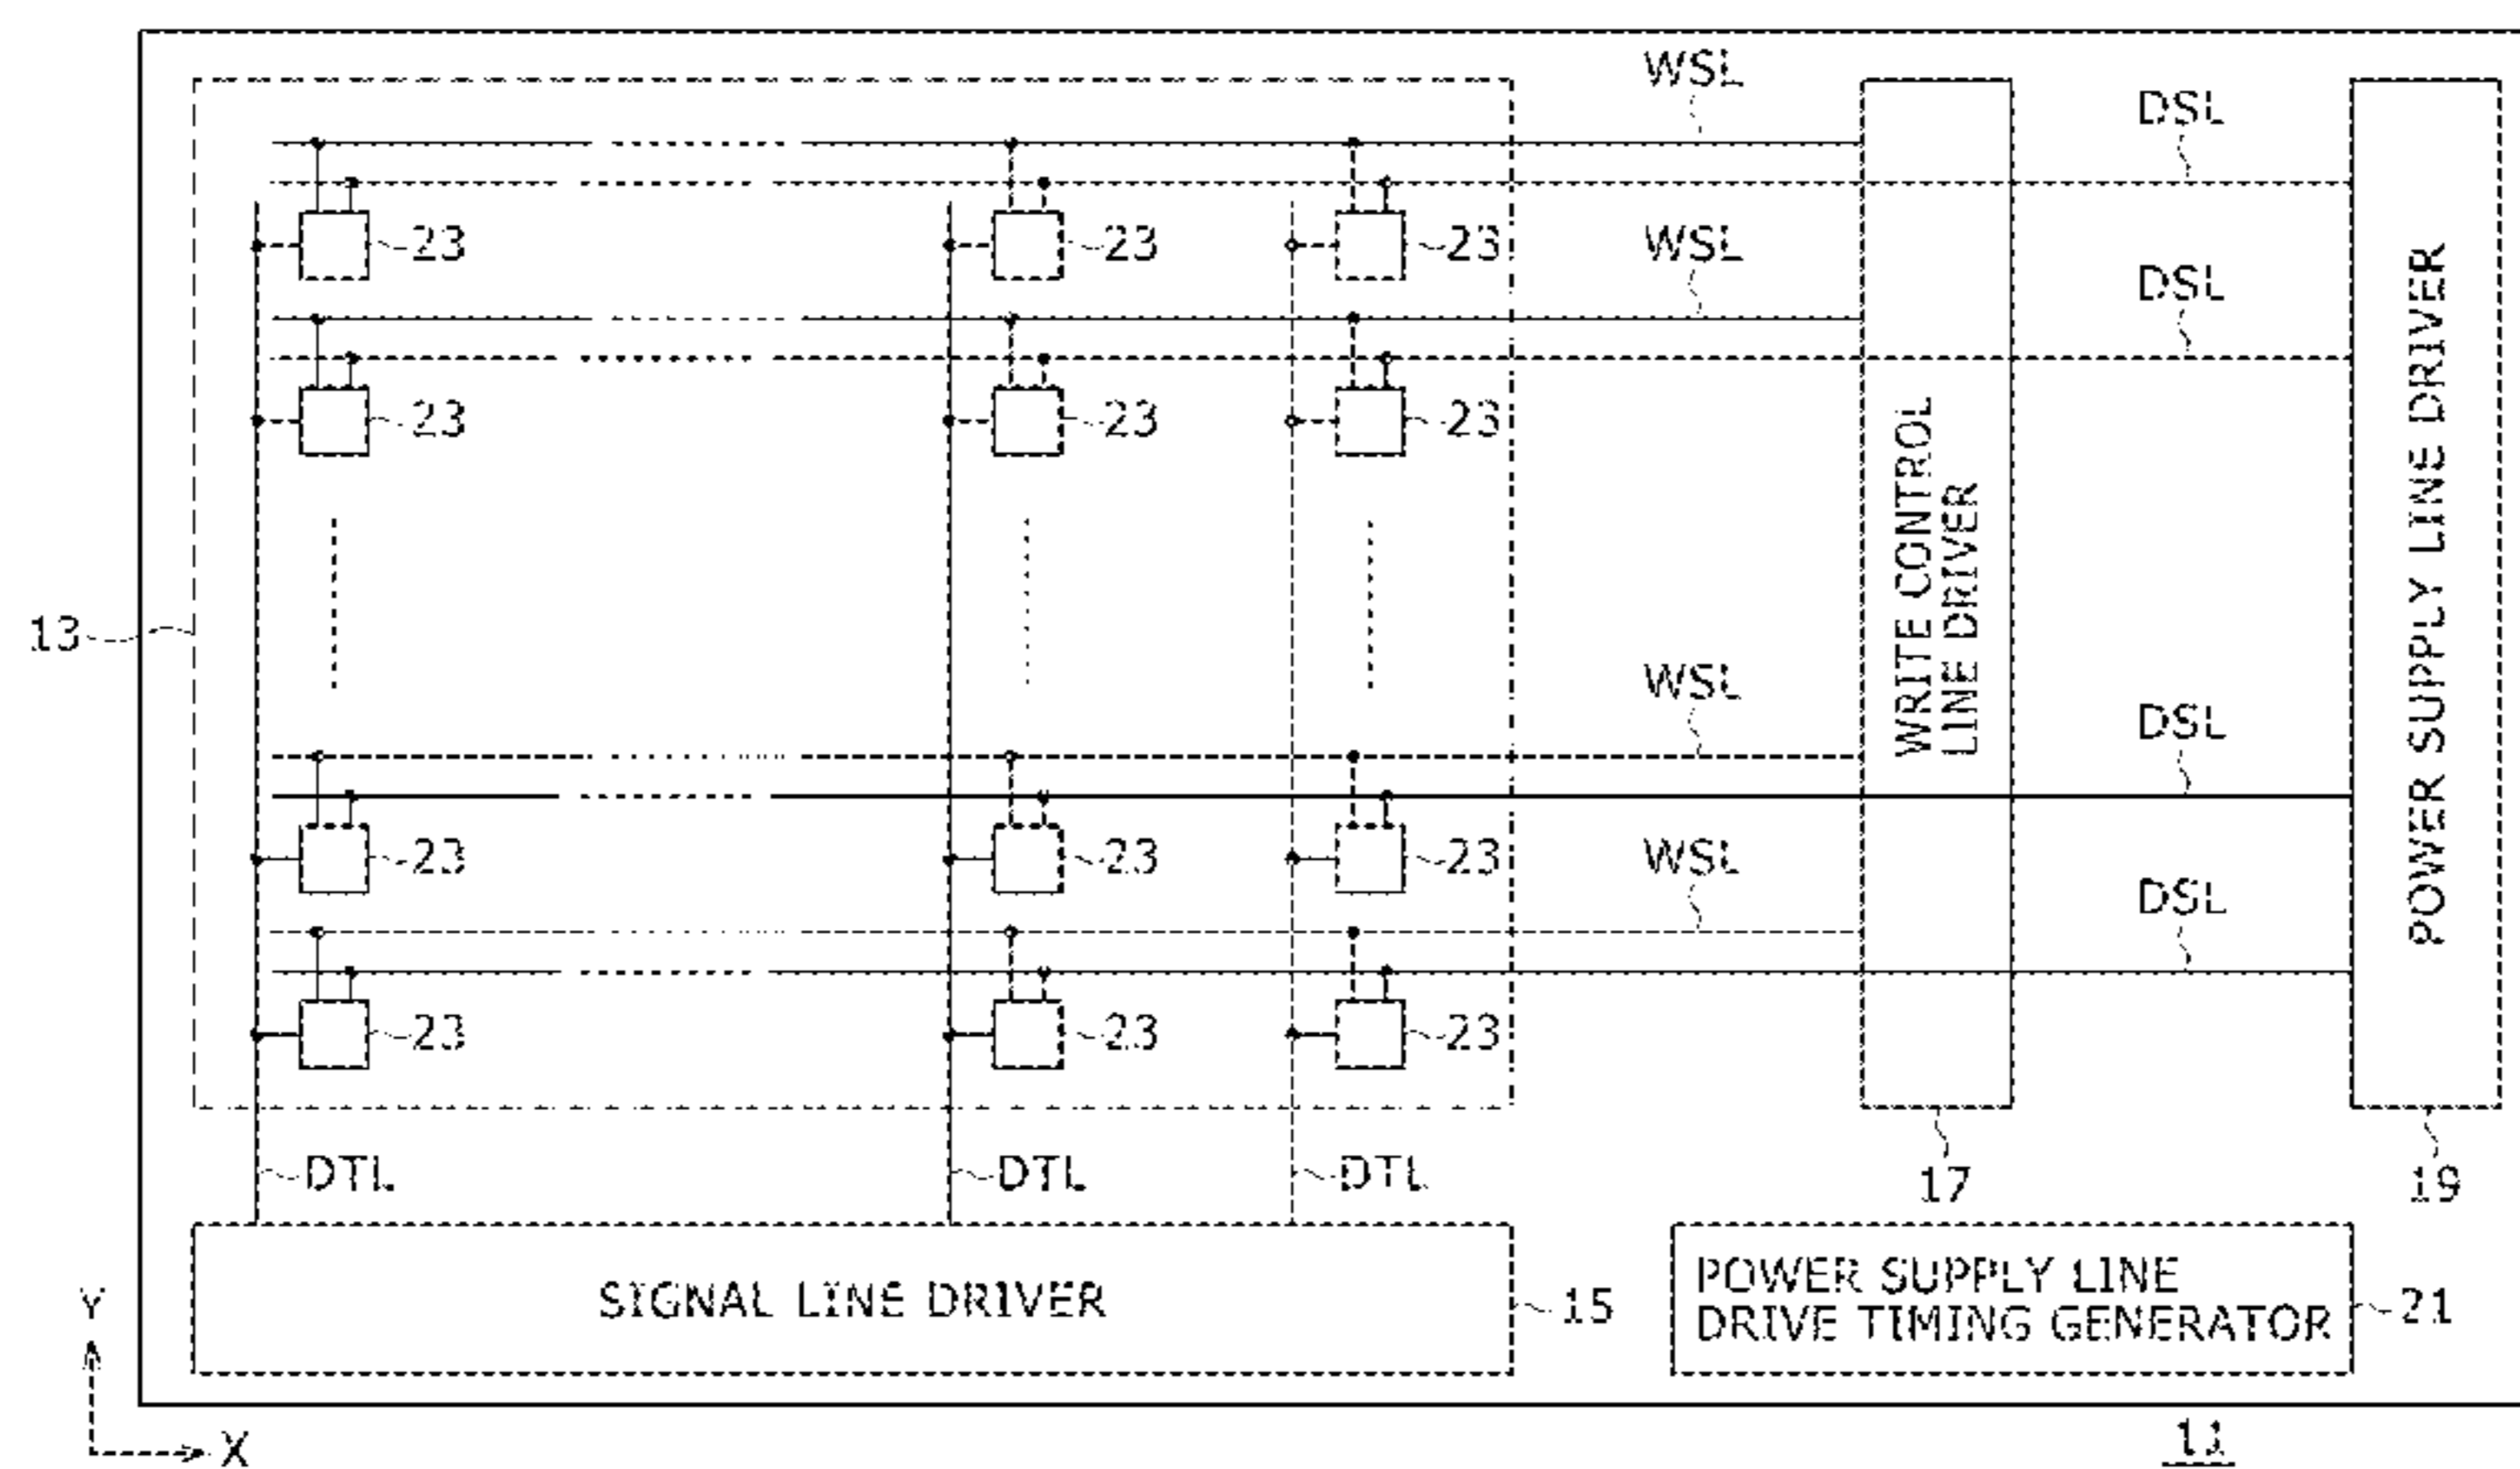 WSL
DSL
23 23 23
WSL
DSL
23 23 23
13
WRITE CONTROL
LINE DRIVER
POWER SUPPLY LINE DRIVER
WSL
DSL
23 23 23
WSL
DSL
23 23 23
DTL DTL DTL
17 19
SIGNAL LINE DRIVER
15
POWER SUPPLY LINE
DRIVE TIMING GENERATOR
21
Y
X
11